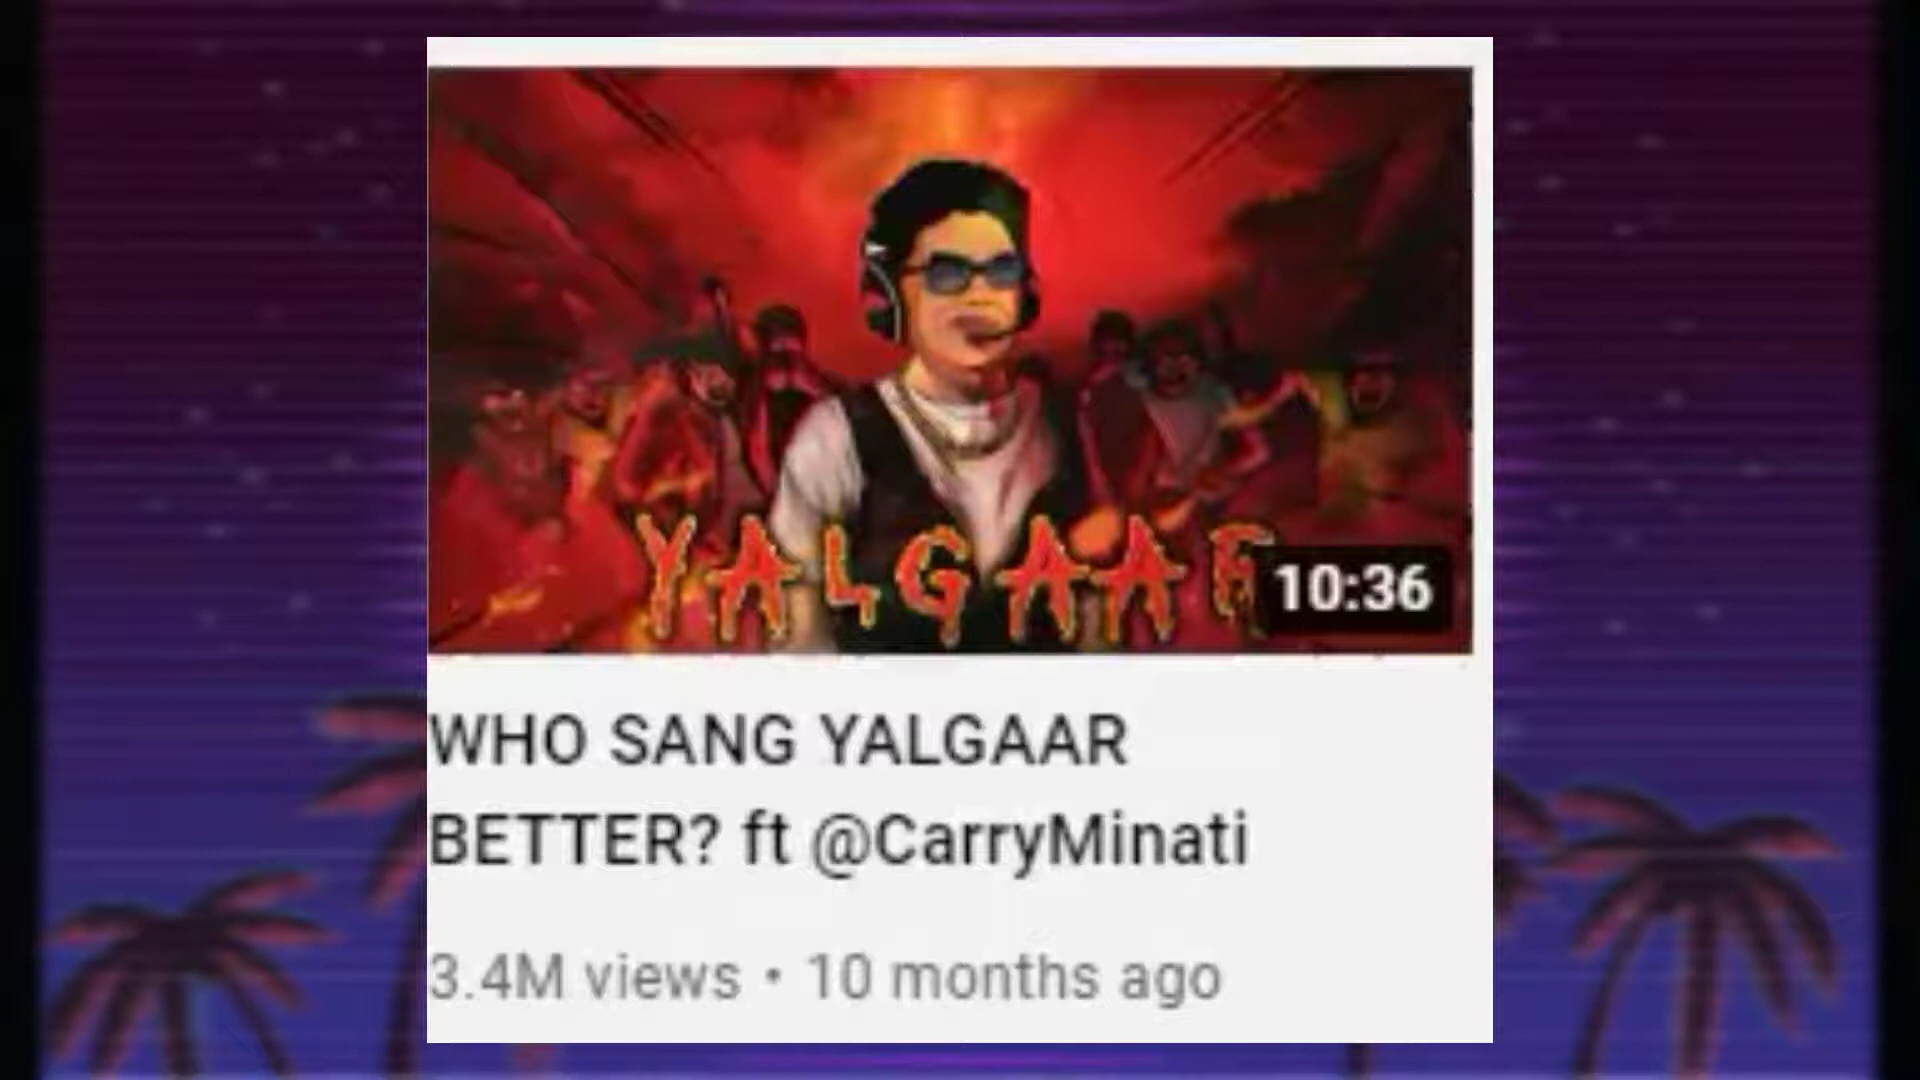 YALGAAR
10:36
WHO SANG YALGAAR
BETTER? ft @CarryMinati
3.4M views • 10 months ago